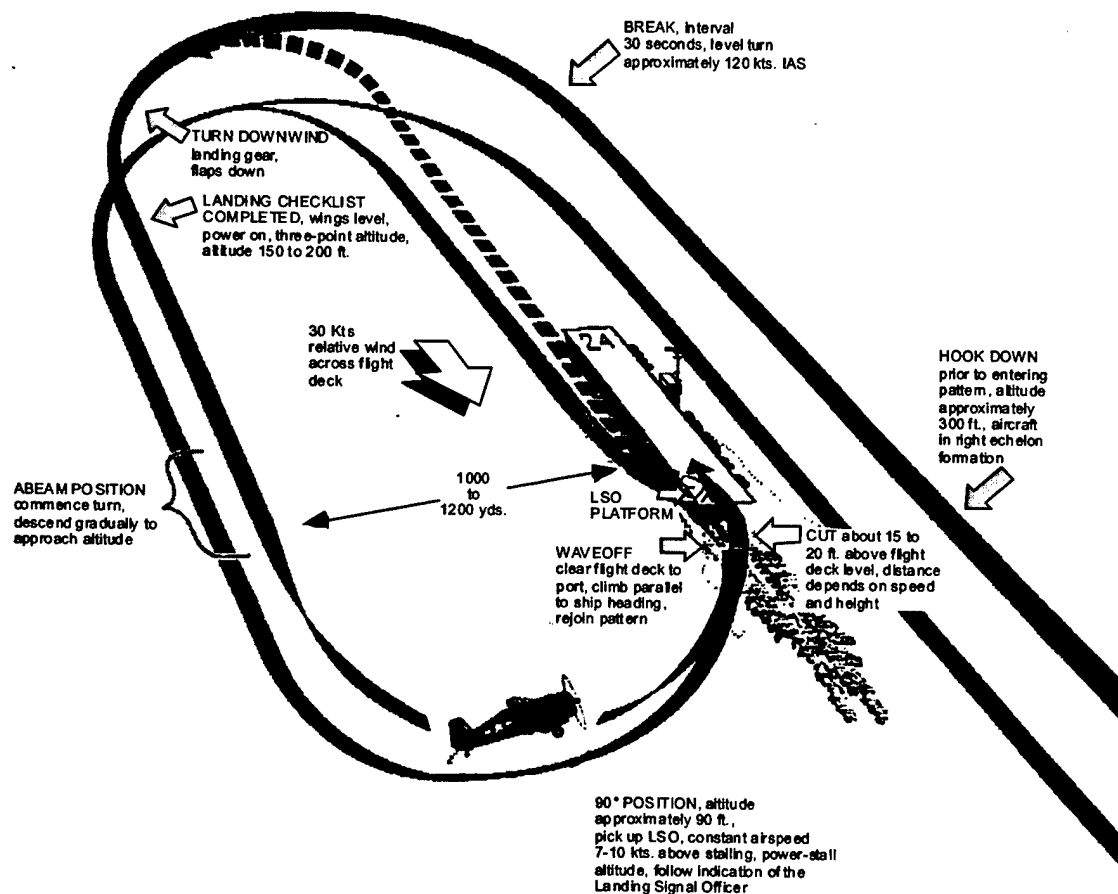 BREAK, interval
30 seconds, level turn
approximately 120 kts. IAS
TURN DOWNWIND
landing gear,
flaps down
LANDING CHECKLIST
COMPLETED, wings level,
power on, three-point altitude,
altitude 150 to 200 ft.
30 Kts
relative wind
across flight
deck
24
HOOK DOWN
prior to entering
pattern, altitude
approximately
300 ft., aircraft
in right echelon
formation
ABEAM POSITION
commence turn,
descend gradually to
approach altitude
1000
to
1200 yds.
LSO
PLATFORM
WAVEOFF
clear flight deck to
port, climb parallel
to ship heading,
rejoin pattern
CUT about 15 to
20 ft. above flight
deck level, distance
depends on speed
and height
90° POSITION, altitude
approximately 90 ft.,
pick up LSO, constant airspeed
7-10 kts. above stalling, power-stall
altitude, follow indication of the
Landing Signal Officer